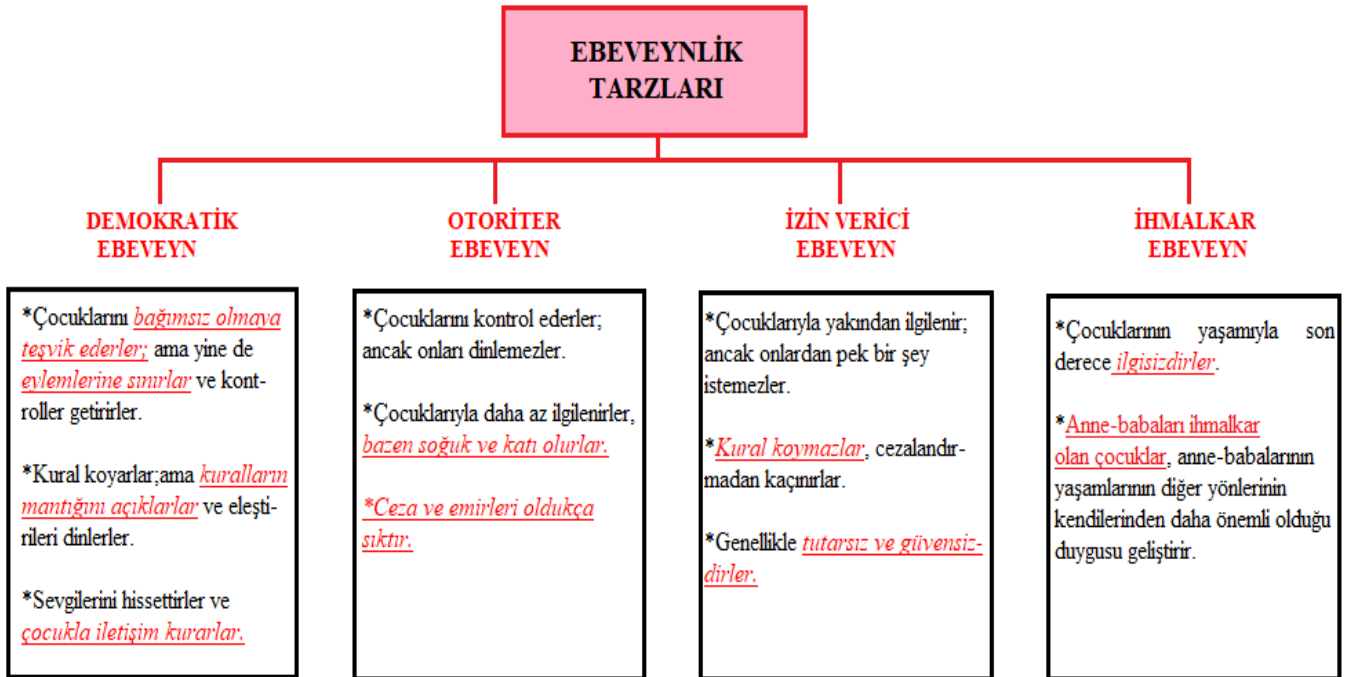 EBEVEYNLİK
TARZLARI
DEMOKRATİK
EBEVEYN
*Çocuklarını bağımsız olmaya
teşvik ederler; ama yine de
eylemlerine sınırlar ve kont-
roller getirirler.
*Kural koyarlar;ama kuralların
mantığını açıklarlar ve eleşti-
rileri dinlerler.
*Sevgilerini hissettirler ve
çocukla iletişim kurarlar.
OTORİTER
EBEVEYN
*Çocuklarını kontrol ederler;
ancak onları dinlemezler.
*Çocuklarıyla daha az ilgilenirler,
bazen soğuk ve katı olurlar.
*Ceza ve emirleri oldukça
sıktır.
İZİN VERİCİ
EBEVEYN
*Çocuklarıyla yakından ilgilenir;
ancak onlardan pek bir şey
istemezler.
*Kural koymazlar, cezalandır-
madan kaçınırlar.
*Genellikle tutarsız ve güvensiz-
dirler.
İHMALKAR
EBEVEYN
*Çocuklarının yaşamıyla son
derece ilgisizdirler.
*Anne-babaları ihmalkar
olan çocuklar, anne-babalarının
yaşamlarının diğer yönlerinin
kendilerinden daha önemli olduğu
duygusu geliştirir.